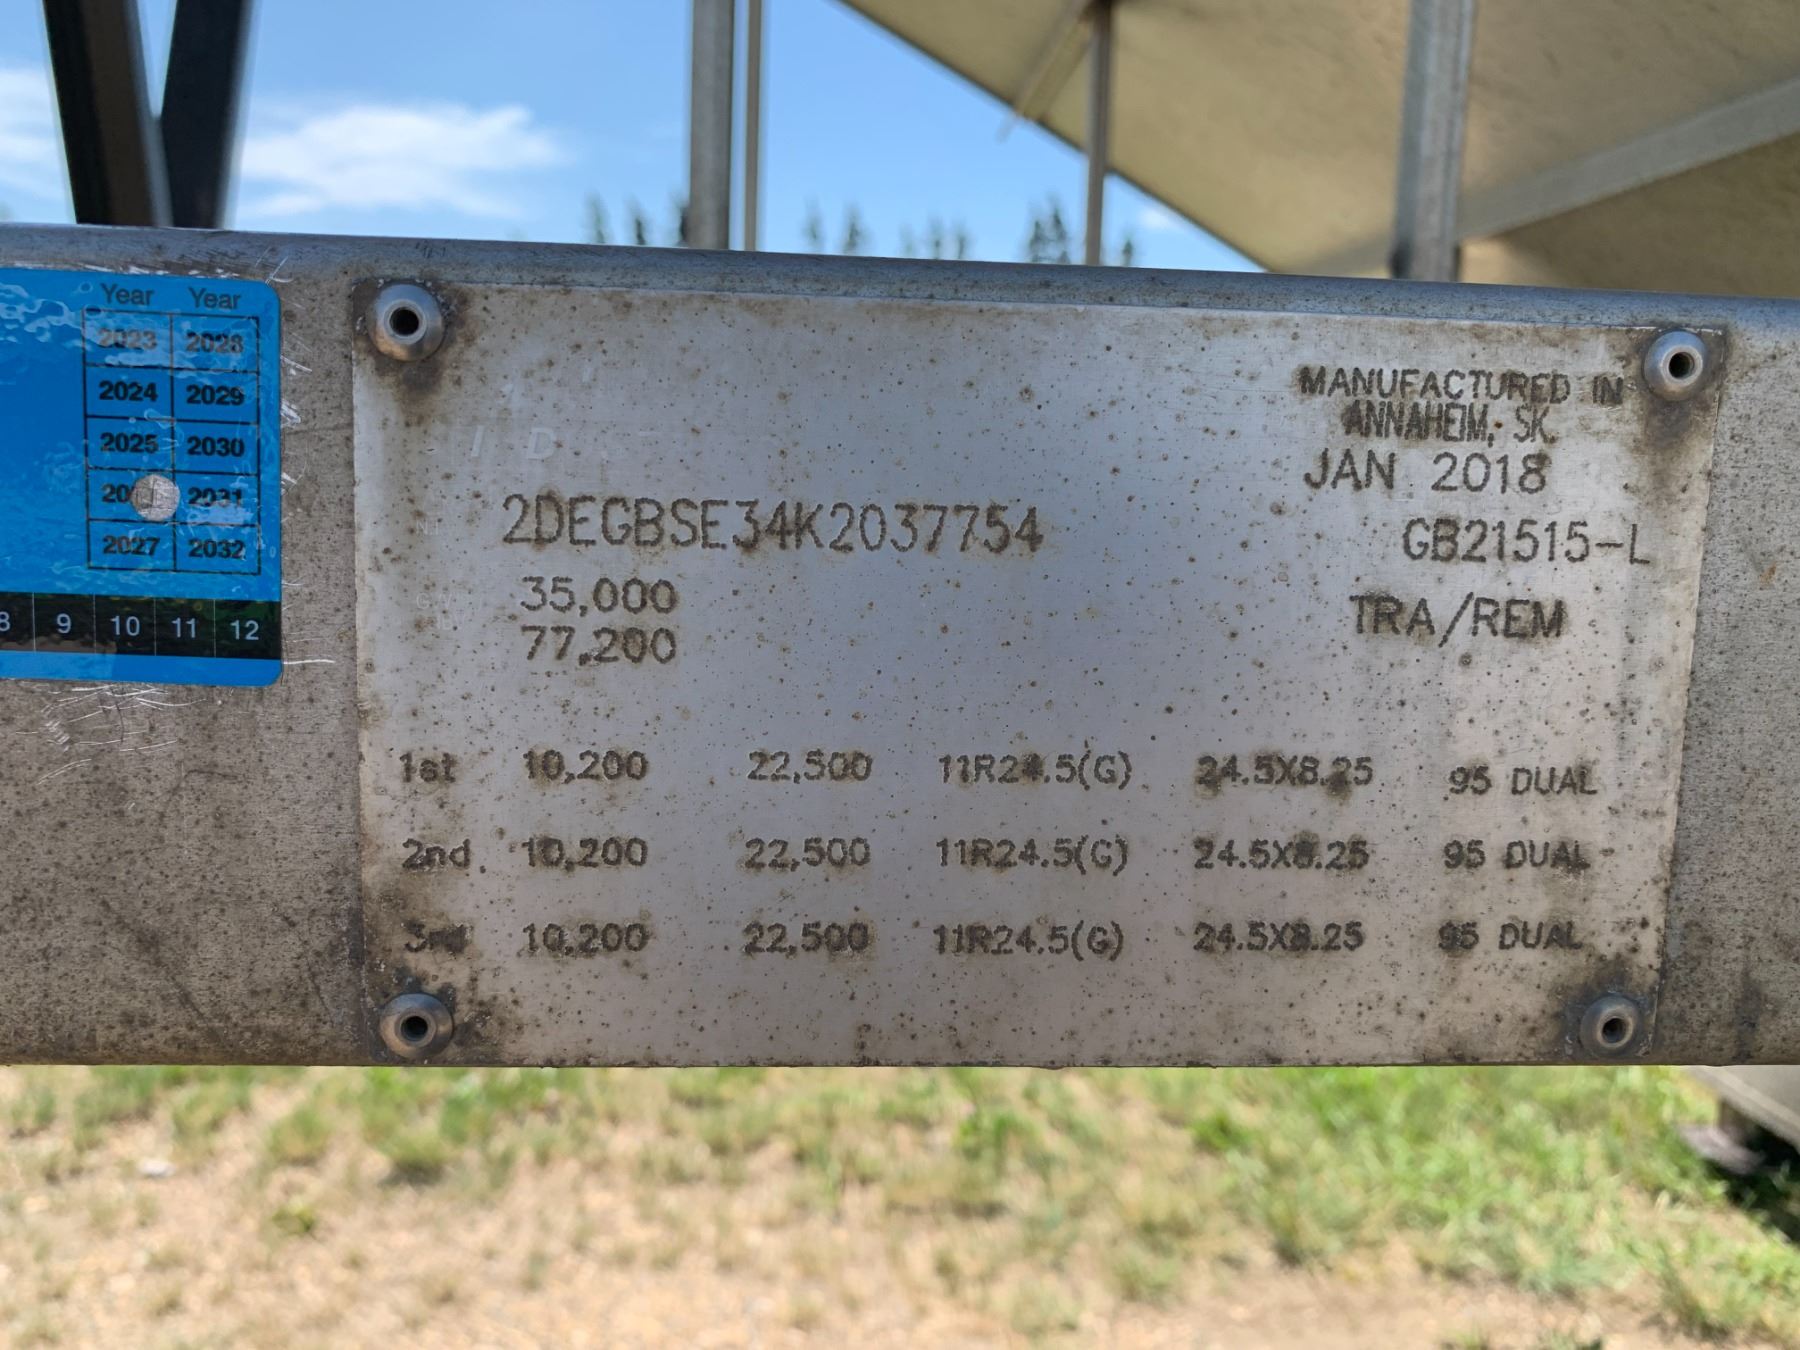 Year Year
2023 2028
2024 2029
2025 2030
2031
2027 2032
8 9 10 11 12
MANUFACTURED IN
ANNAHEIM, SK.
JAN 2018
2DEGBSE34K2037754 GB21515-L
35,000 TRA/REM
77,200
1st 10,200 22,500 11R24.5(G) 24.5X8.25 95 DUAL
2nd 10,200 22,500 11R24.5(G) 24.5X8.25 95 DUAL
3rd 10,200 22,500 11R24.5(G) 24.5X8.25 95 DUAL